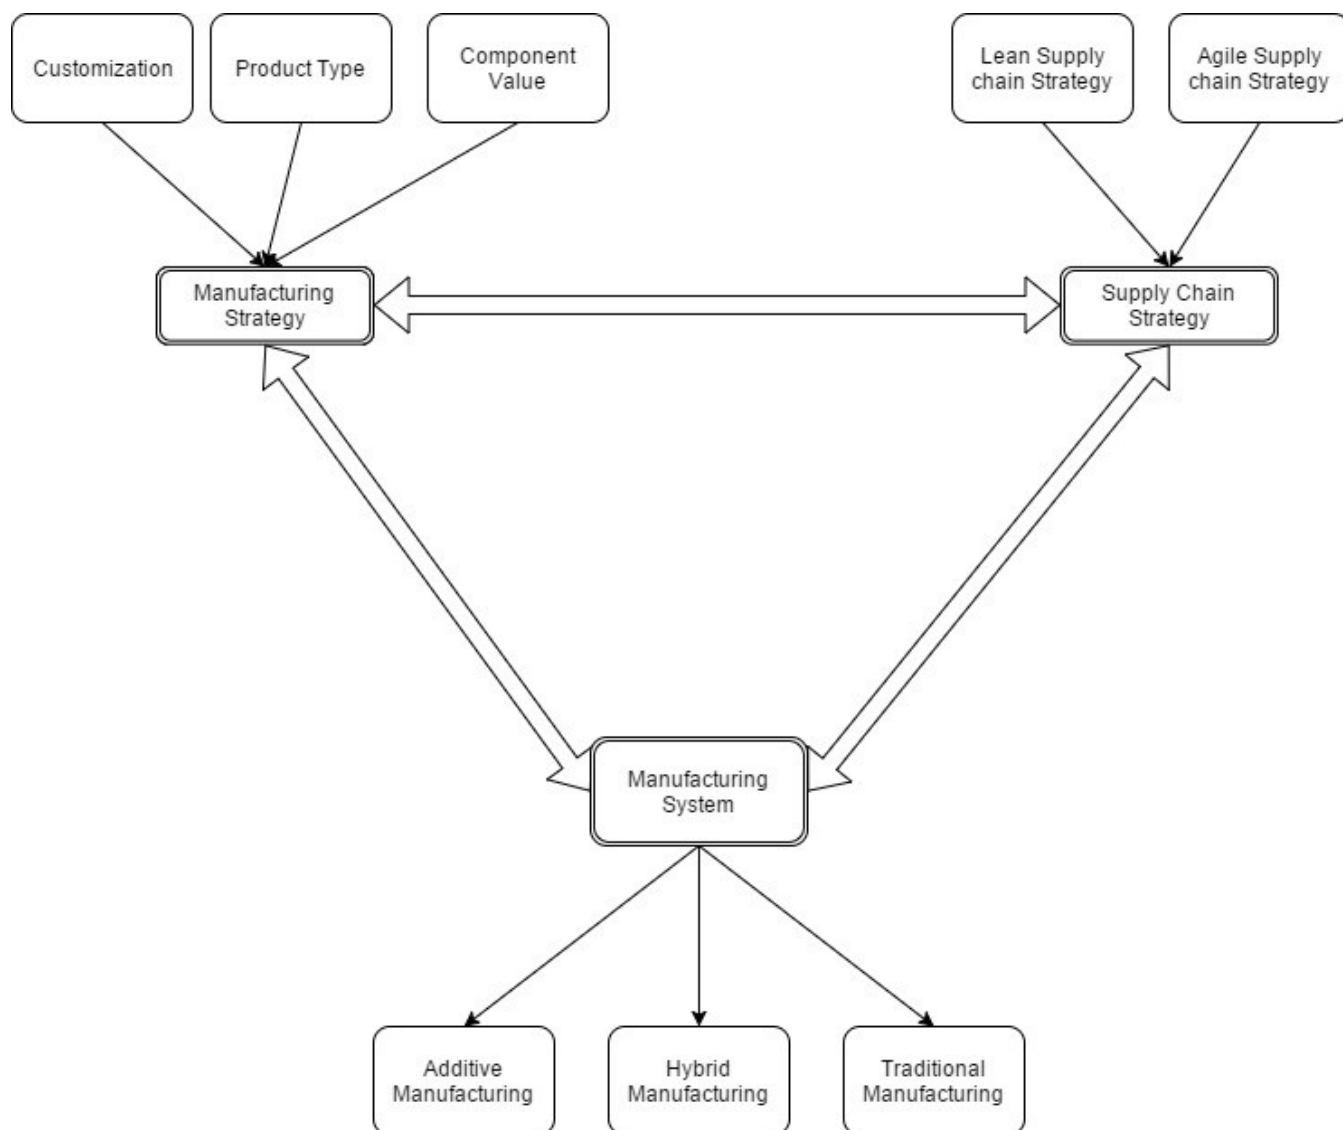 Customization
Product Type
Component
Value
Lean Supply
chain Strategy
Agile Supply
chain Strategy
Manufacturing
Strategy
Supply Chain
Strategy
Manufacturing
System
Additive
Manufacturing
Hybrid
Manufacturing
Traditional
Manufacturing